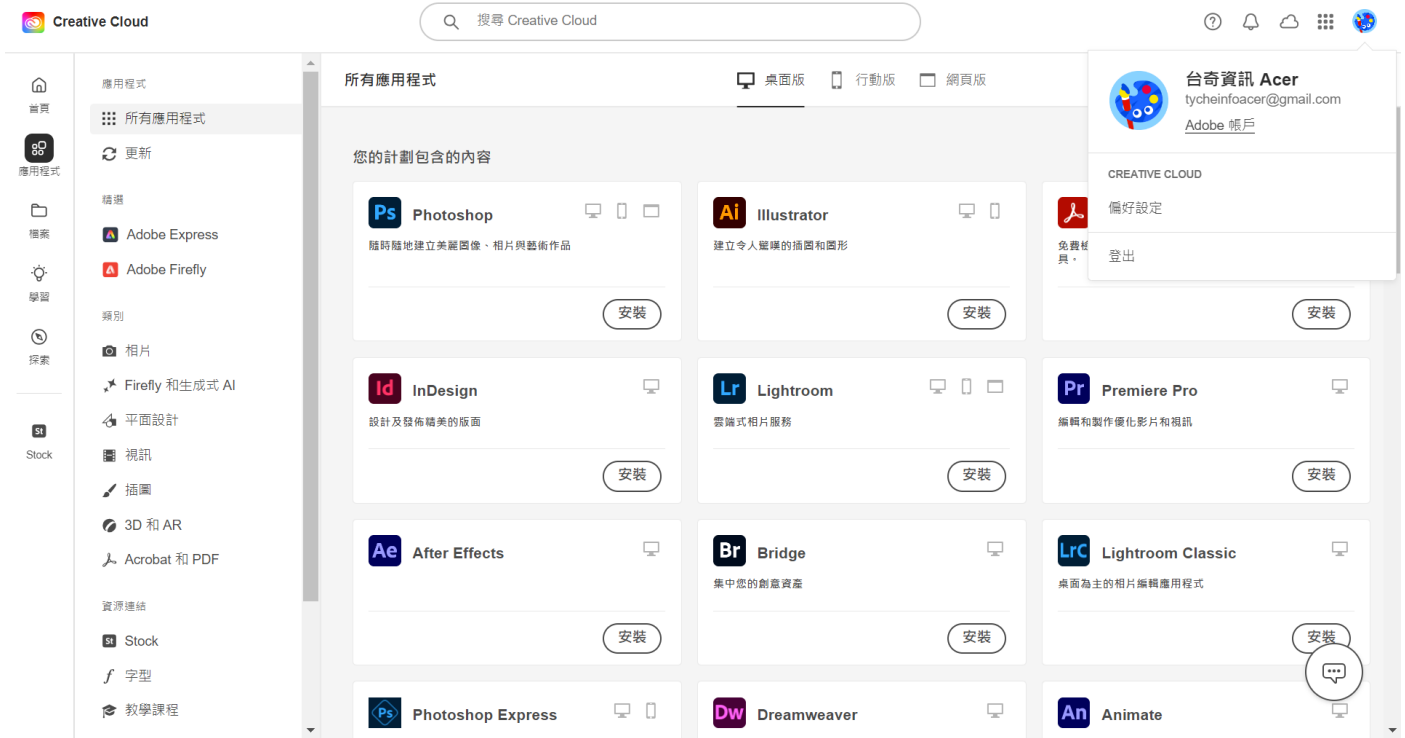 Creative Cloud
搜尋 Creative Cloud
首頁
應用程式
檔案
學習
探索
St
Stock
應用程式
所有應用程式
更新
精選
Adobe Express
Adobe Firefly
類別
相片
Firefly 和生成式 AI
平面設計
視訊
插圖
3D 和 AR
Acrobat 和 PDF
資源連結
St Stock
字型
教學課程
所有應用程式
桌面版
行動版
網頁版
台奇資訊 Acer
tycheinfoacer@gmail.com
Adobe 帳戶
CREATIVE CLOUD
偏好設定
登出
您的計劃包含的內容
Ps Photoshop
隨時隨地建立美麗圖像、相片與藝術作品
安裝
Ai Illustrator
建立令人驚嘆的插圖和圖形
安裝
免費檢
具。
安裝
Id InDesign
設計及發佈精美的版面
安裝
Lr Lightroom
雲端式相片服務
安裝
Pr Premiere Pro
編輯和製作優化影片和視訊
安裝
Ae After Effects
安裝
Br Bridge
集中您的創意資產
安裝
LrC Lightroom Classic
桌面為主的相片編輯應用程式
安裝
Ps Photoshop Express
Dw Dreamweaver
An Animate